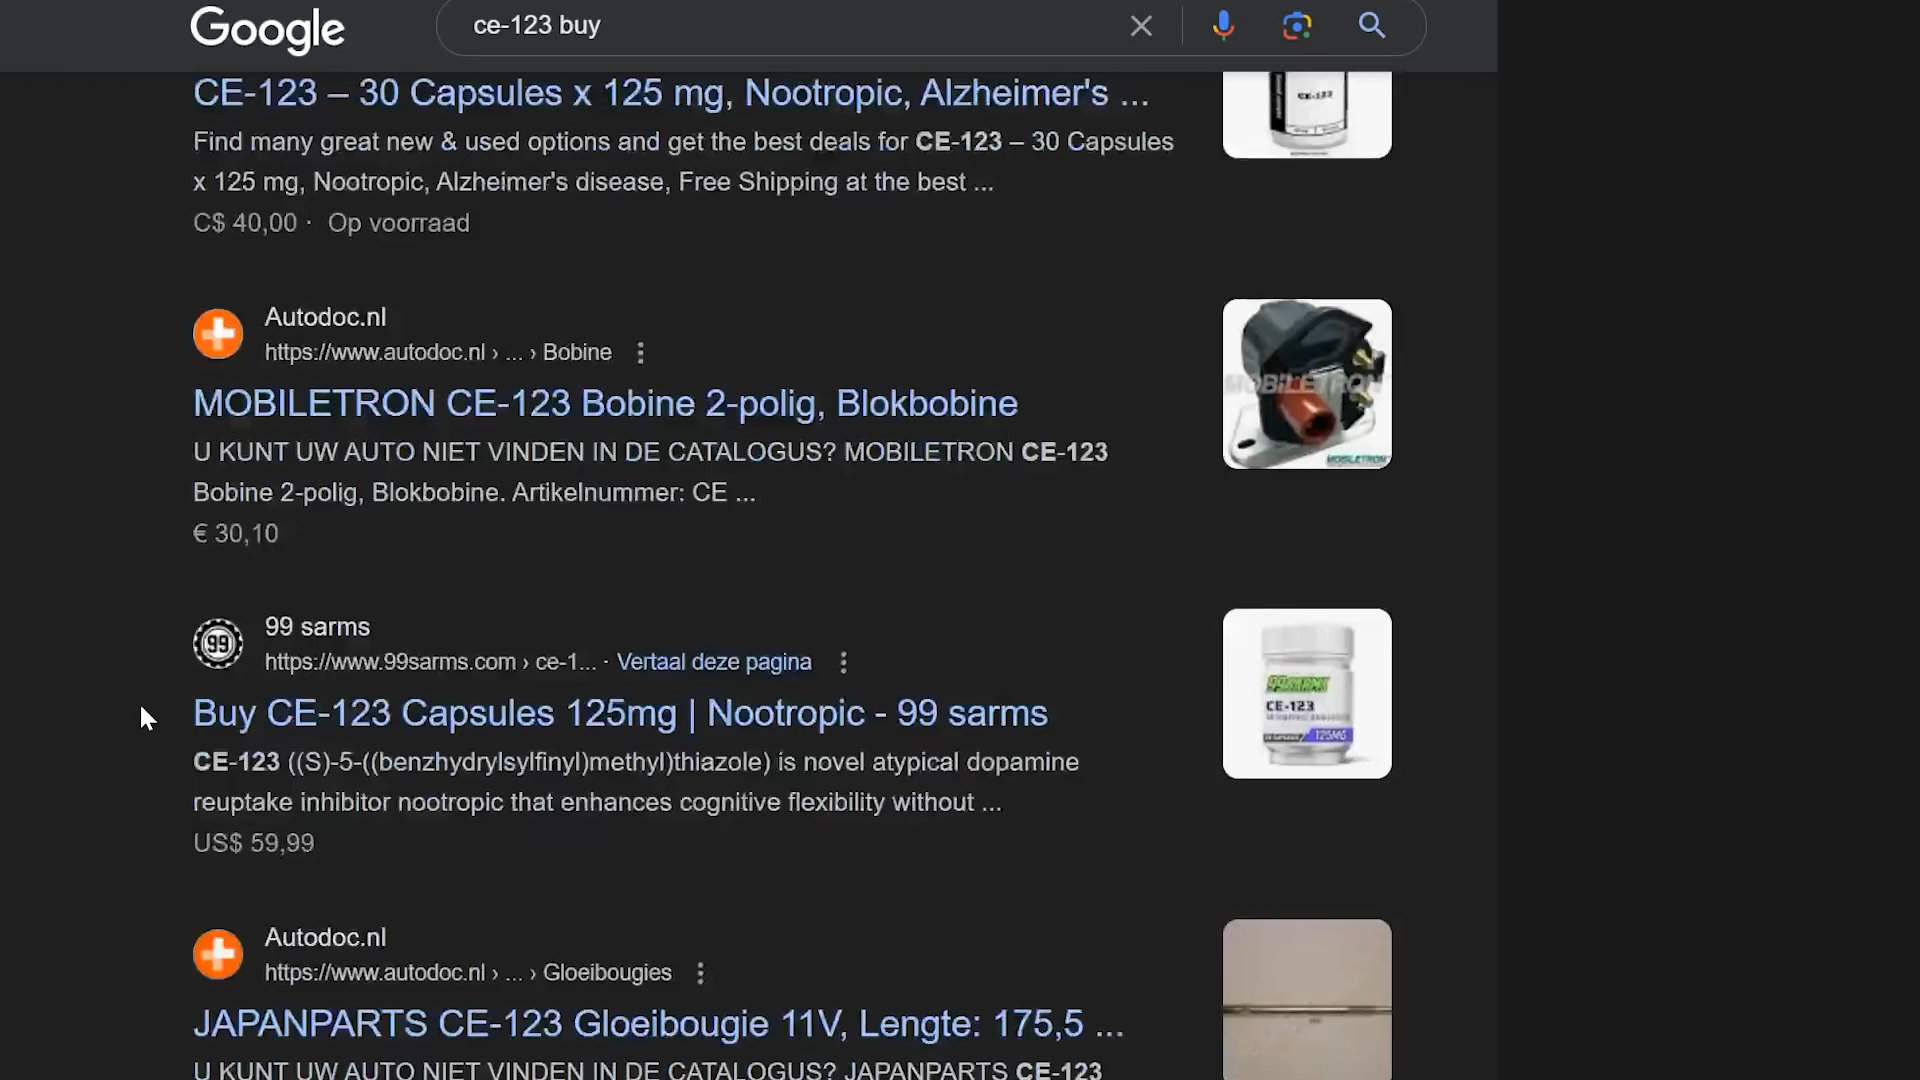 Google
ce-123 buy
CE-123 – 30 Capsules x 125 mg, Nootropic, Alzheimer's ...
Find many great new & used options and get the best deals for CE-123 – 30 Capsules
x 125 mg, Nootropic, Alzheimer's disease, Free Shipping at the best ...
C$ 40,00 · Op voorraad
CE-123
Autodoc.nl
https://www.autodoc.nl › ... › Bobine
MOBILETRON CE-123 Bobine 2-polig, Blokbobine
U KUNT UW AUTO NIET VINDEN IN DE CATALOGUS? MOBILETRON CE-123
Bobine 2-polig, Blokbobine. Artikelnummer: CE ...
€ 30,10
MOBILETRON
MOBILETRON
99
99 sarms
https://www.99sarms.com › ce-1... · Vertaal deze pagina
Buy CE-123 Capsules 125mg | Nootropic - 99 sarms
CE-123 ((S)-5-((benzhydrylsylfinyl)methyl)thiazole) is novel atypical dopamine
reuptake inhibitor nootropic that enhances cognitive flexibility without ...
US$ 59,99
99SARMS
CE-123
125MG
Autodoc.nl
https://www.autodoc.nl › ... › Gloeibougies
JAPANPARTS CE-123 Gloeibougie 11V, Lengte: 175,5 ...
U KUNT UW AUTO NIET VINDEN IN DE CATALOGUS? JAPANPARTS CE-123